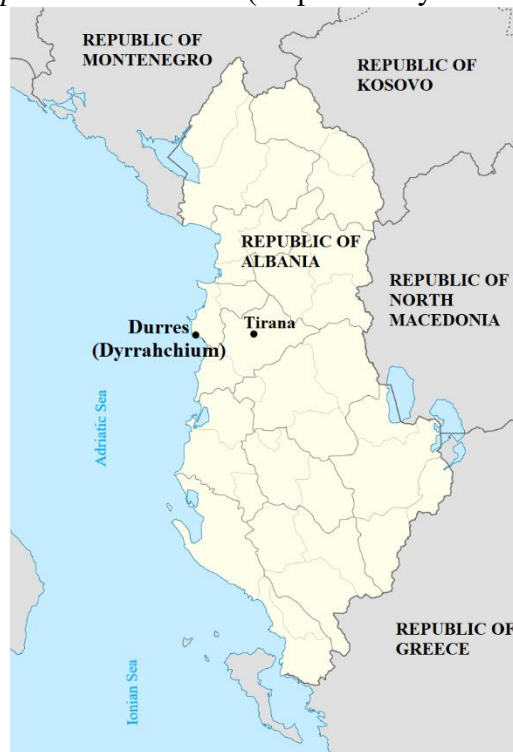 REPUBLIC OF
MONTENEGRO
REPUBLIC OF
KOSOVO
REPUBLIC OF
ALBANIA
REPUBLIC OF
NORTH
MACEDONIA
Durres
(Dyrrahchium)
Tirana
Adriatic Sea
REPUBLIC OF
GREECE
Ionian Sea